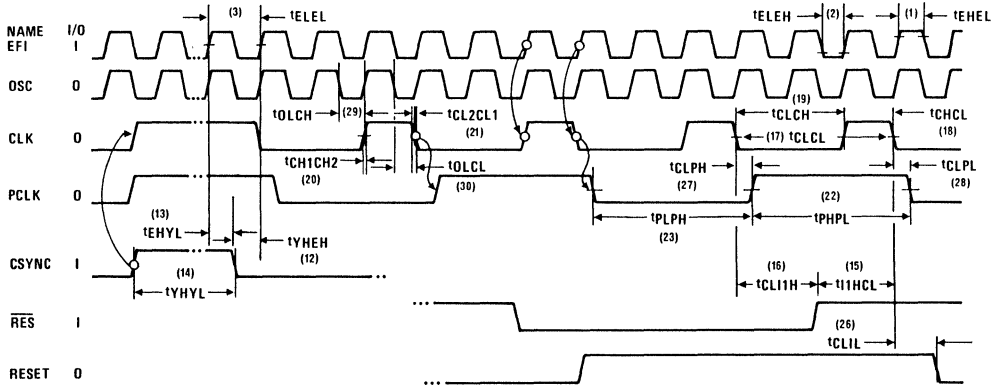 (3) tELEL tELEH (2) (1) tEHEL
NAME I/O
EFI I
OSC O
(29) (19)
tOLCH tCL2CL1 tCLCH tCHCL
CLK O (21) (17) tCLCL (18)
tCH1CH2 tOLCL tCLPH tCLPL
(20) (30) (27) (22) (28)
PCLK O
(13) tPLPH tPHPL
tEHYL tYHEH (23)
(12)
CSYNC I (14) (16) (15)
tYHYL tCLI1H tI1HCL
RES I (26)
tCLIL
RESET O